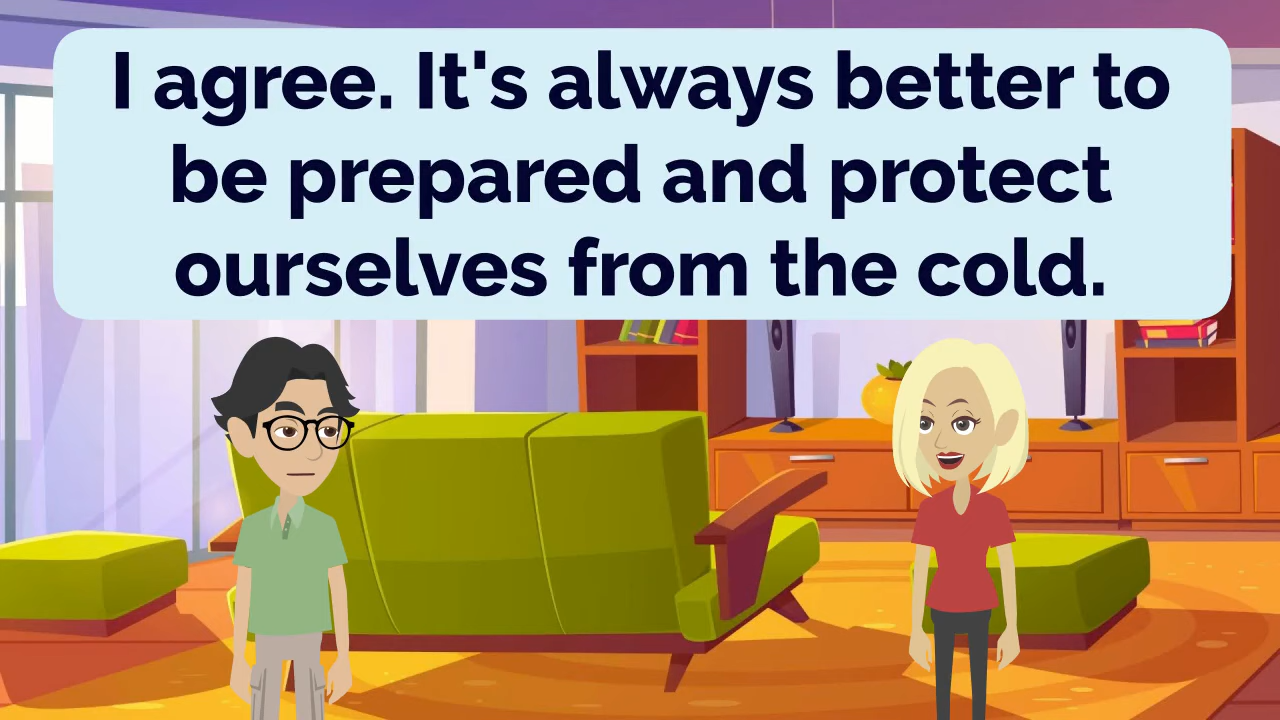 I agree. It's always better to
be prepared and protect
ourselves from the cold.